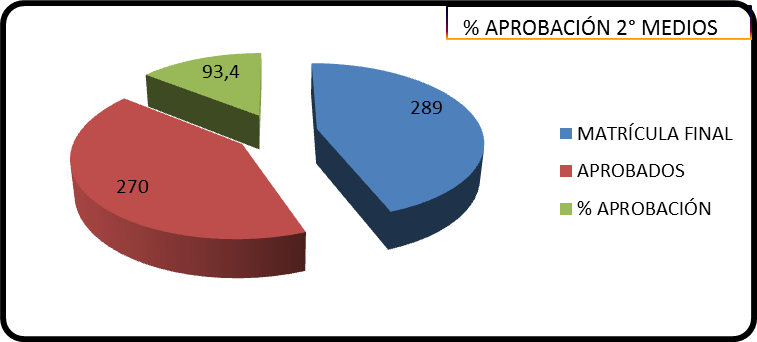 % APROBACIÓN 2° MEDIOS
93,4
289
270
MATRÍCULA FINAL
APROBADOS
% APROBACIÓN